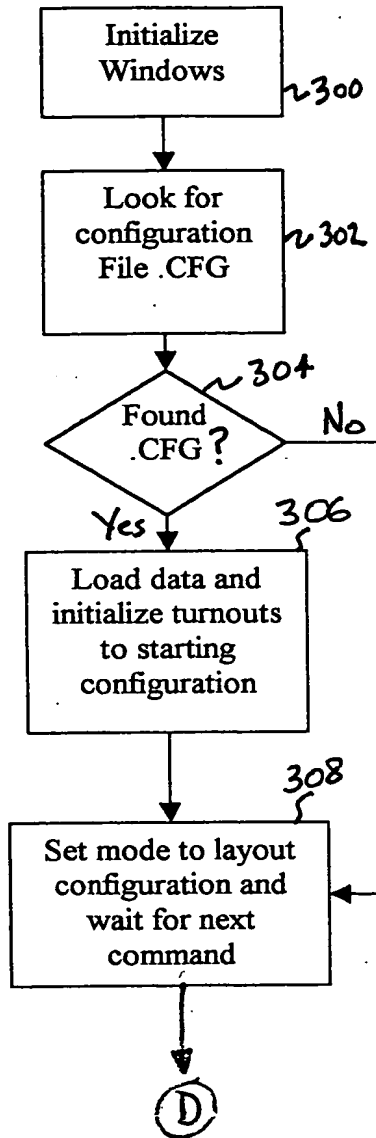 Initialize
Windows
300
Look for
configuration
File .CFG
302
304
Found
.CFG ?
No
Yes
306
Load data and
initialize turnouts
to starting
configuration
308
Set mode to layout
configuration and
wait for next
command
D